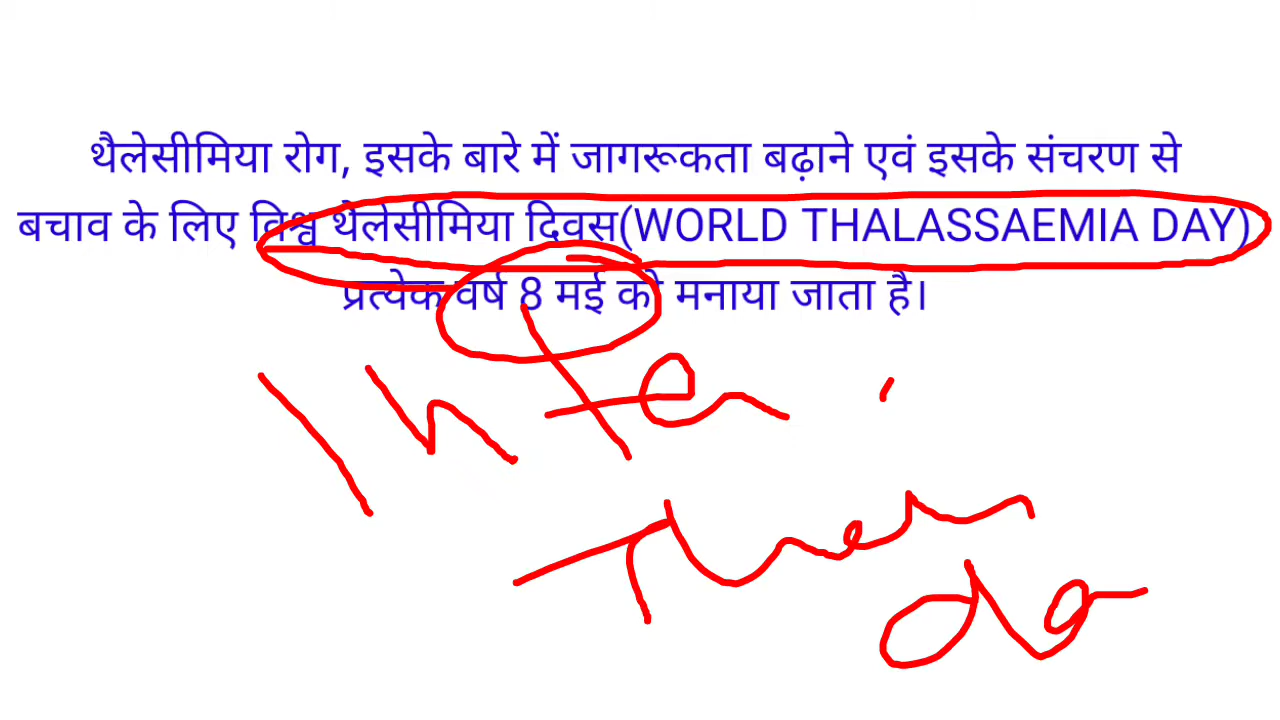 थैलेसीमिया रोग, इसके बारे में जागरूकता बढ़ाने एवं इसके संचरण से
बचाव के लिए विश्व थैलेसीमिया दिवस(WORLD THALASSAEMIA DAY)
प्रत्येक वर्ष 8 मई को मनाया जाता है।